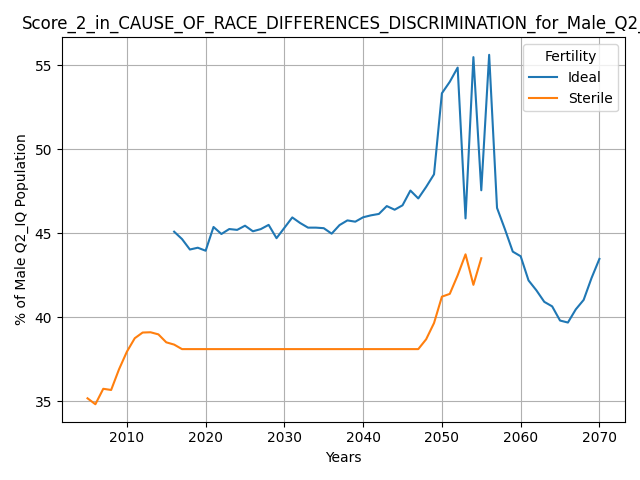 Score_2_in_CAUSE_OF_RACE_DIFFERENCES_DISCRIMINATION_for_Male_Q2_
Fertility
Ideal
Sterile
% of Male Q2_IQ Population
55
50
45
40
35
2010 2020 2030 2040 2050 2060 2070
Years